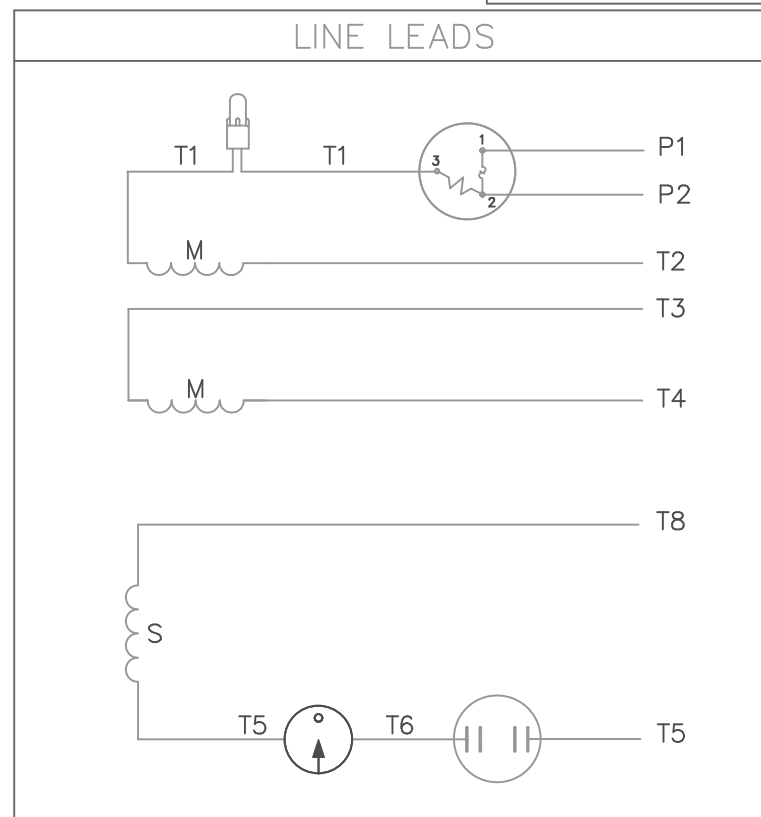 LINE LEADS
T1 T1 3 1 P1
2 P2
M T2
T3
M T4
T8
S
T5 T6 T5